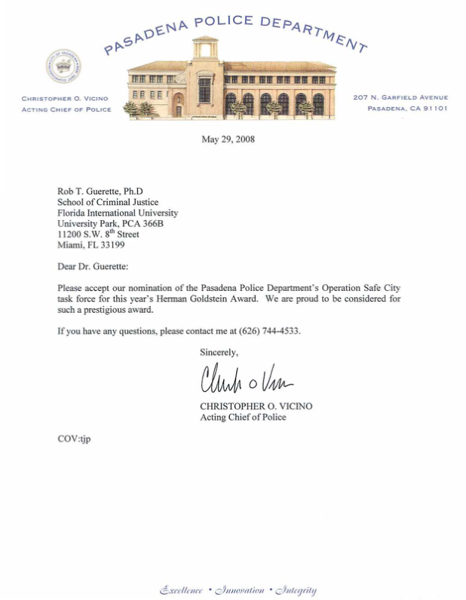 PASADENA POLICE DEPARTMENT
CHRISTOPHER O. VICINO
ACTING CHIEF OF POLICE
207 N. GARFIELD AVENUE
PASADENA, CA 91101
May 29, 2008
Rob T. Guerette, Ph.D
School of Criminal Justice
Florida International University
University Park, PCA 366B
11200 S.W. 8th Street
Miami, FL 33199
Dear Dr. Guerette:
Please accept our nomination of the Pasadena Police Department's Operation Safe City
task force for this year's Herman Goldstein Award. We are proud to be considered for
such a prestigious award.
If you have any questions, please contact me at (626) 744-4533.
Sincerely,
CHRISTOPHER O. VICINO
Acting Chief of Police
COV:tjp
Excellence • Innovation • Integrity